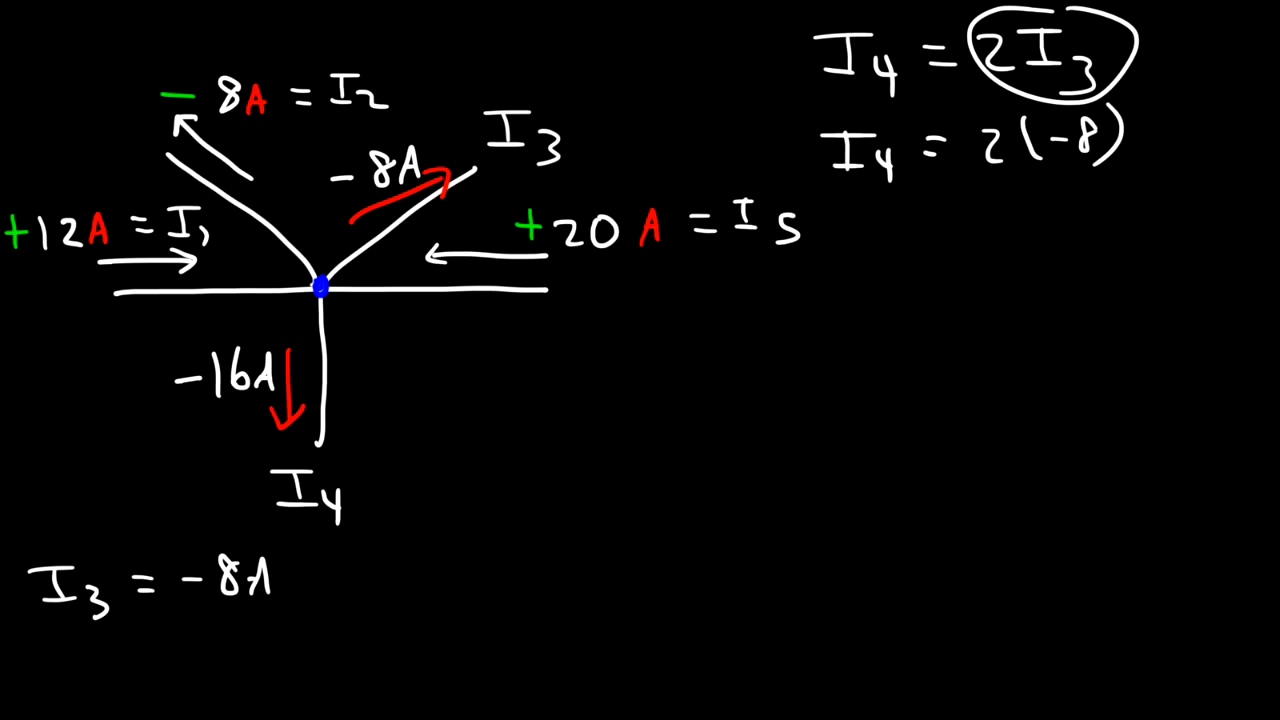 I4 = 2I3
I4 = 2(-8)
- 8A = I2
I3
-8A
+12A = I1
+20 A = I5
-16A
I4
I3 = -8A